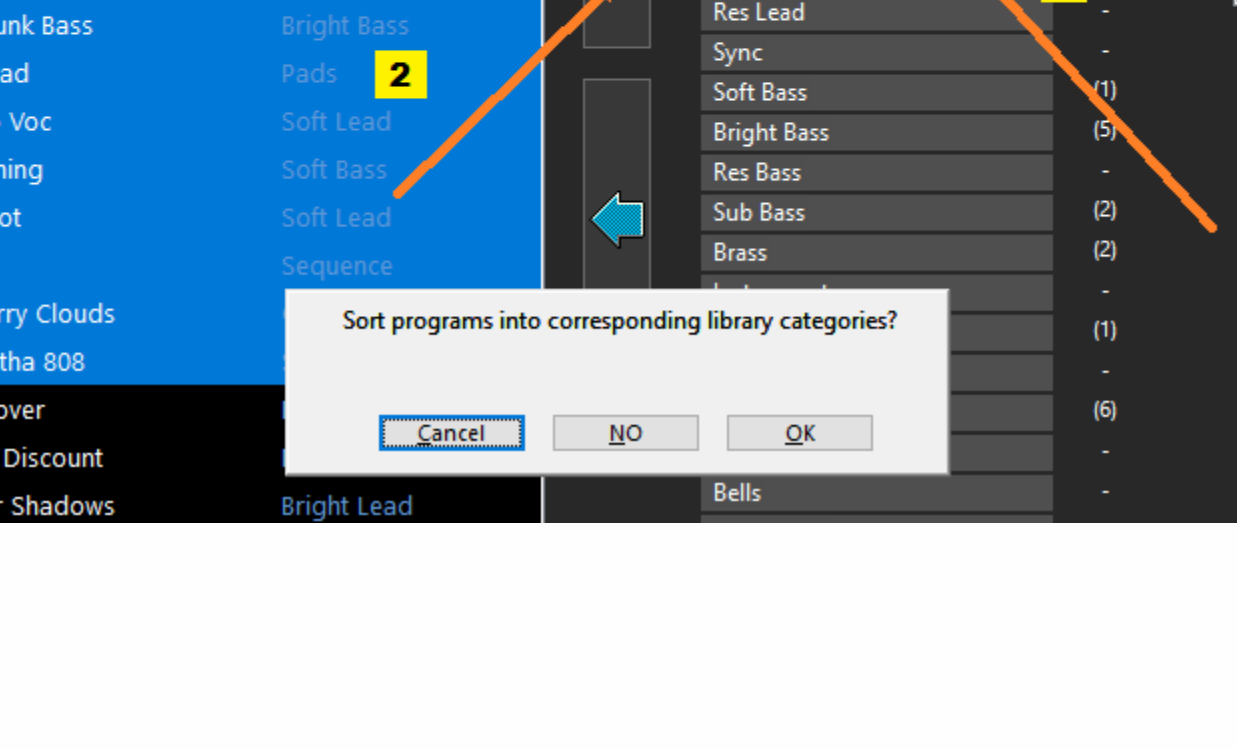 unk Bass Bright Bass
ad Pads 2
Voc Soft Lead
ning Soft Bass
ot Soft Lead
Sequence
rry Clouds
tha 808
over
Discount
r Shadows Bright Lead
Res Lead -
Sync -
Soft Bass (1)
Bright Bass (5)
Res Bass -
Sub Bass (2)
Brass (2)
-
(1)
-
(6)
-
Bells -
Sort programs into corresponding library categories?
Cancel NO OK